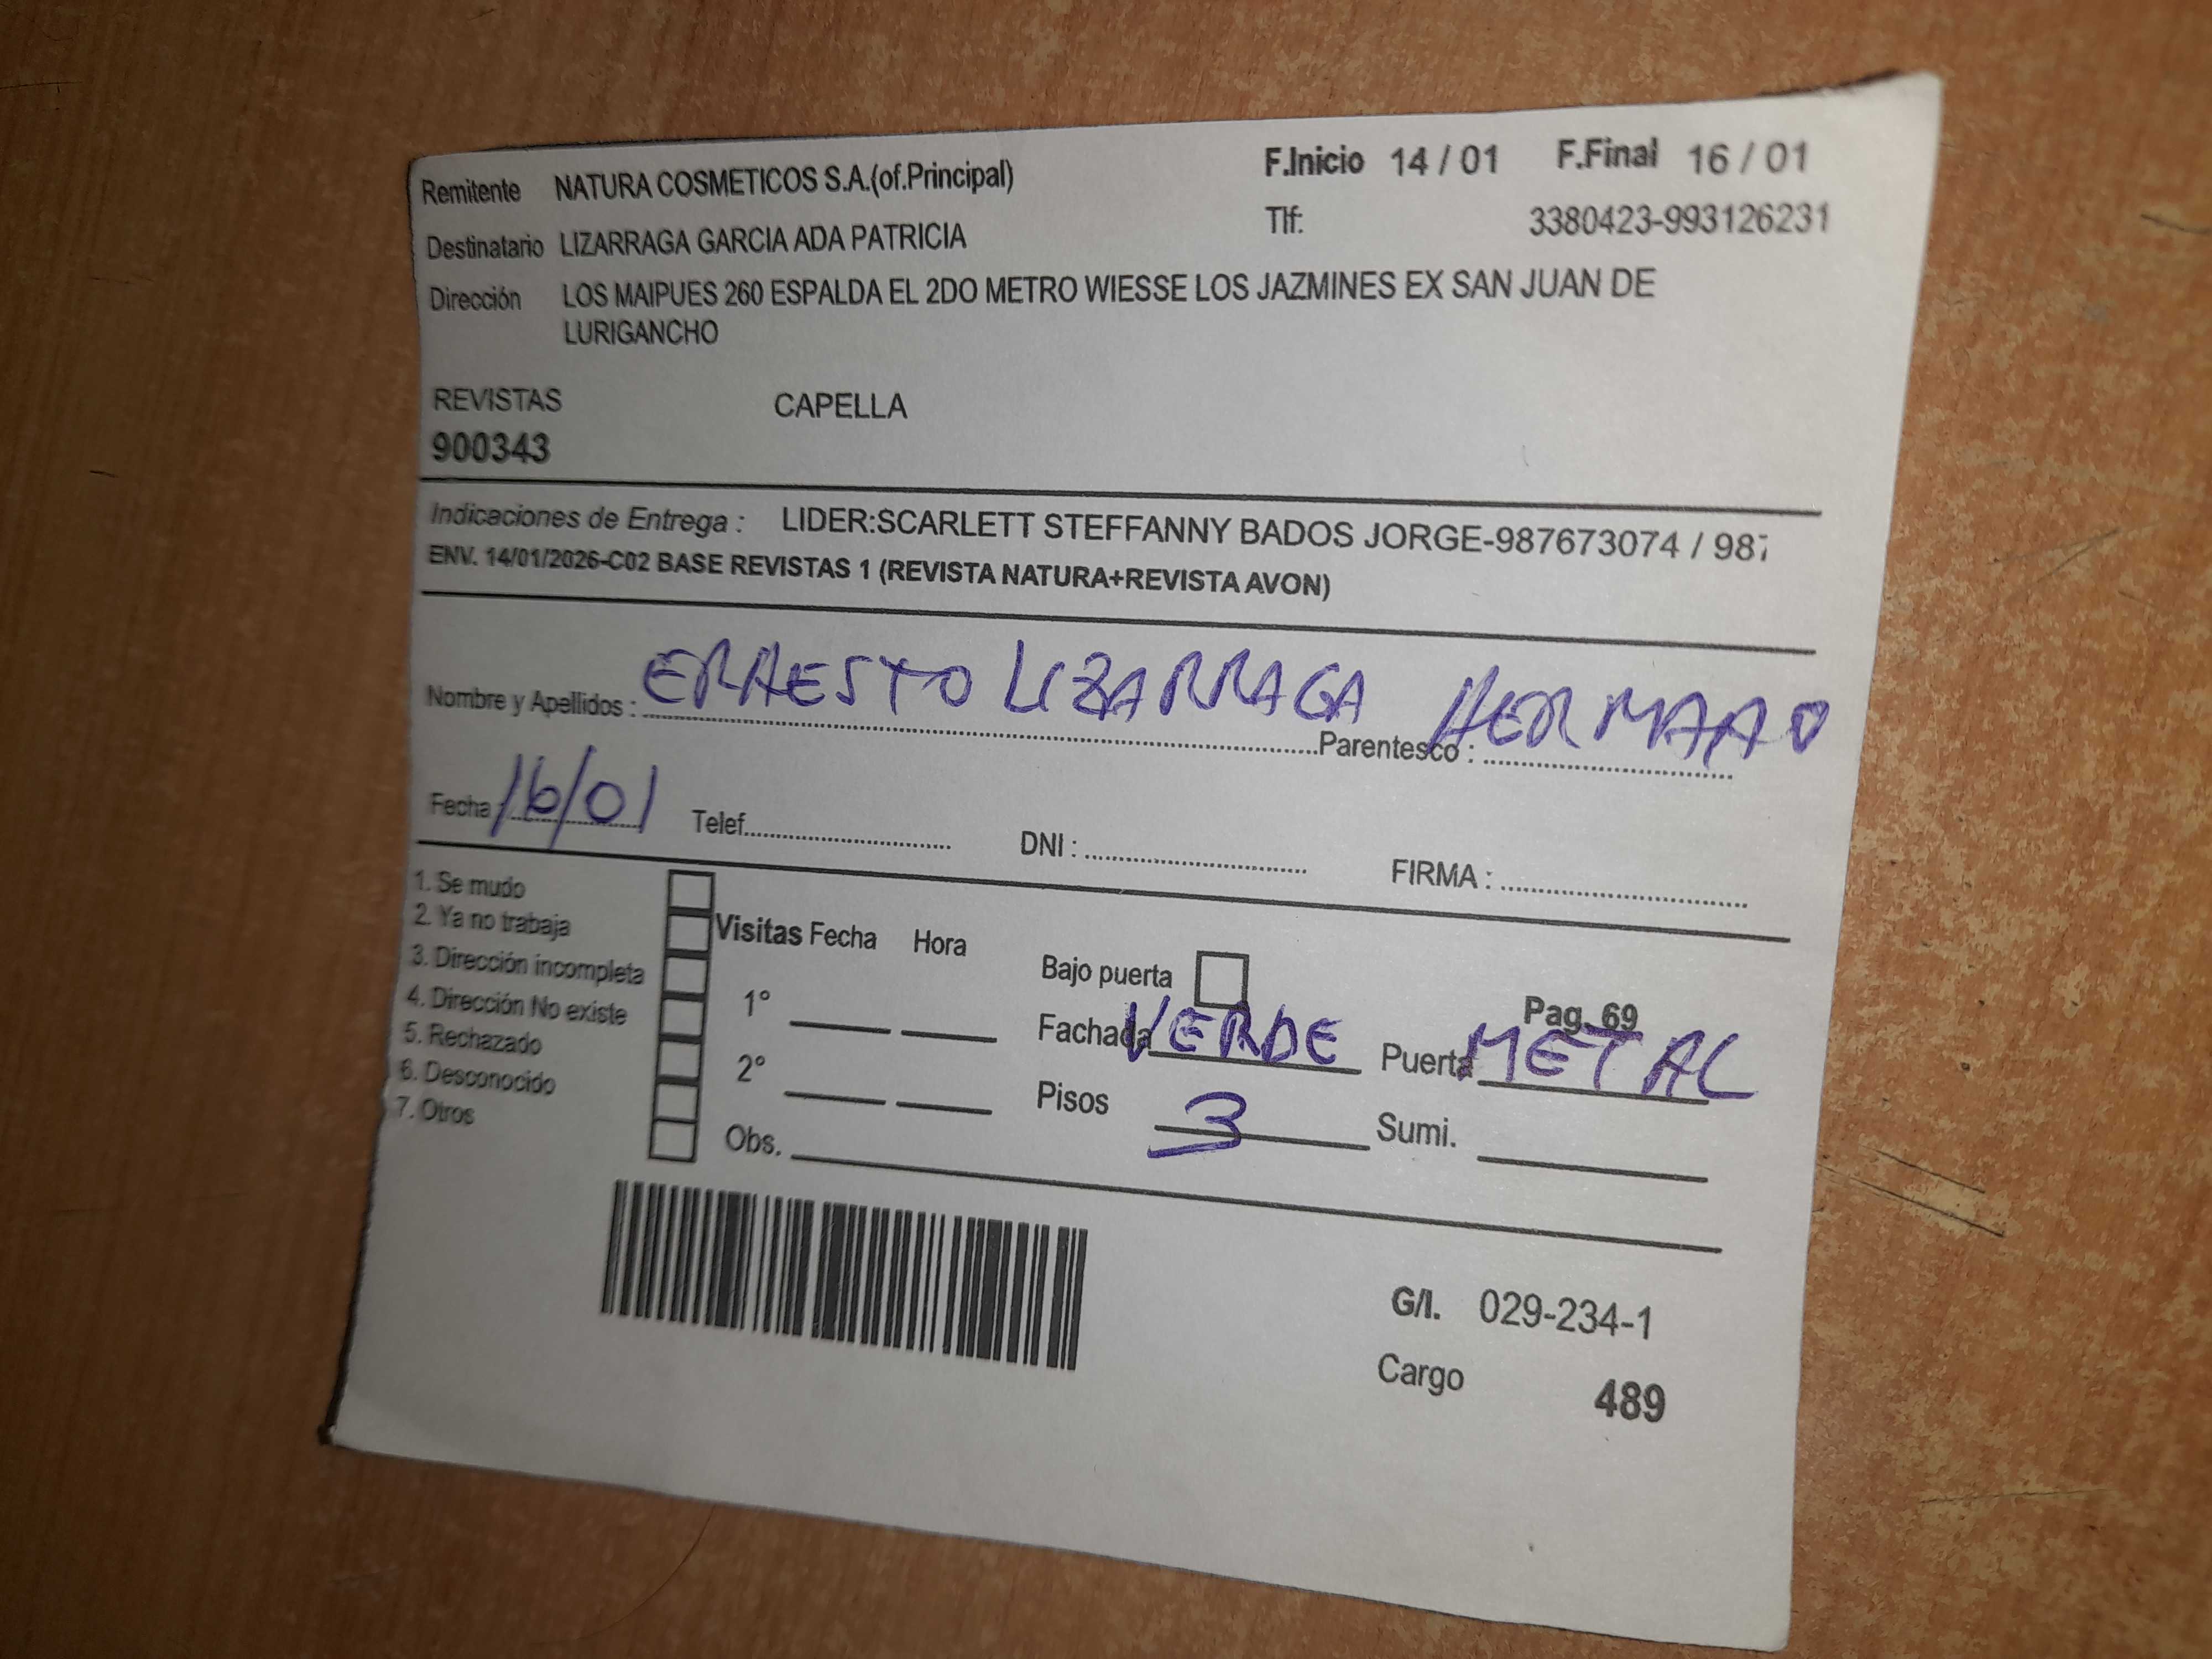 Remitente NATURA COSMETICOS S.A.(of.Principal) F.Inicio 14 / 01 F.Final 16 / 01
Destinatario LIZARRAGA GARCIA ADA PATRICIA Tlf: 3380423-993126231
Dirección LOS MAIPUES 260 ESPALDA EL 2DO METRO WIESSE LOS JAZMINES EX SAN JUAN DE
LURIGANCHO
REVISTAS CAPELLA
900343
Indicaciones de Entrega : LIDER:SCARLETT STEFFANNY BADOS JORGE-987673074 / 987
ENV. 14/01/2026-C02 BASE REVISTAS 1 (REVISTA NATURA+REVISTA AVON)
Nombre y Apellidos : ERNESTO LIZARRAGA Parentesco : HERMANO
Fecha : 16/01 Telef. DNI : FIRMA :
1. Se mudo
2. Ya no trabaja
3. Dirección incompleta
4. Dirección No existe
5. Rechazado
6. Desconocido
7. Otros
Visitas Fecha Hora
1°
2°
Obs.
Bajo puerta Pag. 69
Fachada VERDE Puerta METAL
Pisos 3 Sumi.
G/I. 029-234-1
Cargo 489